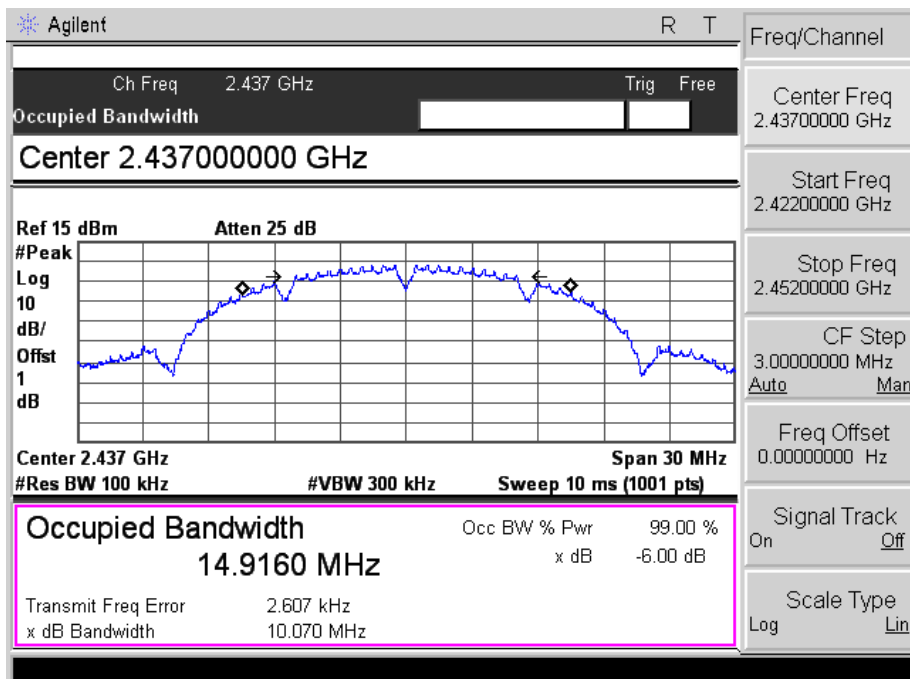 Agilent
R T
Ch Freq 2.437 GHz Trig Free
Occupied Bandwidth
Center 2.437000000 GHz
Ref 15 dBm Atten 25 dB
#Peak
Log
10
dB/
Offst
1
dB
Center 2.437 GHz Span 30 MHz
#Res BW 100 kHz #VBW 300 kHz Sweep 10 ms (1001 pts)
Occupied Bandwidth
14.9160 MHz
Occ BW % Pwr 99.00 %
x dB -6.00 dB
Transmit Freq Error 2.607 kHz
x dB Bandwidth 10.070 MHz
Freq/Channel
Center Freq
2.43700000 GHz
Start Freq
2.42200000 GHz
Stop Freq
2.45200000 GHz
CF Step
3.00000000 MHz
Auto Man
Freq Offset
0.00000000 Hz
Signal Track
On Off
Scale Type
Log Lin